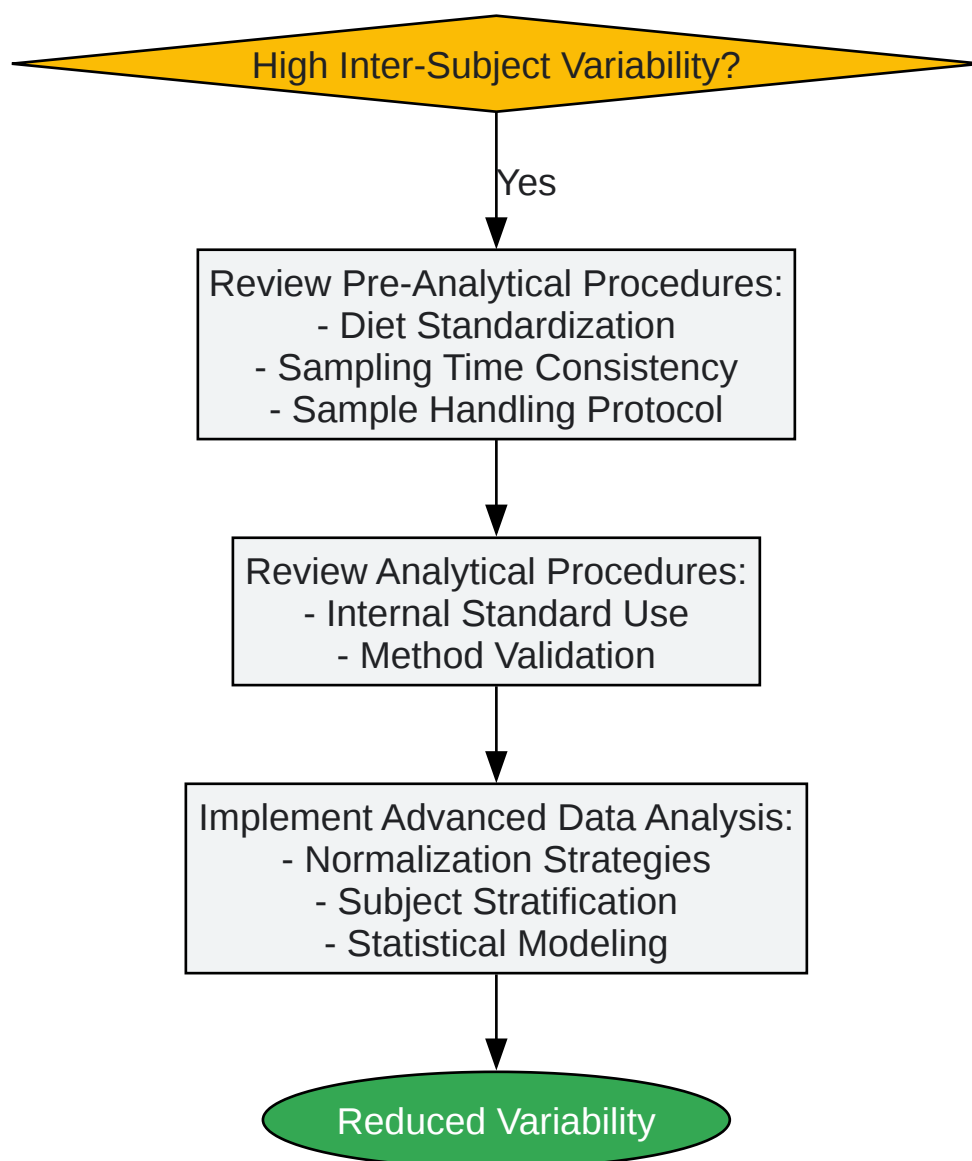 High Inter-Subject Variability?
Yes
Review Pre-Analytical Procedures:
- Diet Standardization
- Sampling Time Consistency
- Sample Handling Protocol
Review Analytical Procedures:
- Internal Standard Use
- Method Validation
Implement Advanced Data Analysis:
- Normalization Strategies
- Subject Stratification
- Statistical Modeling
Reduced Variability